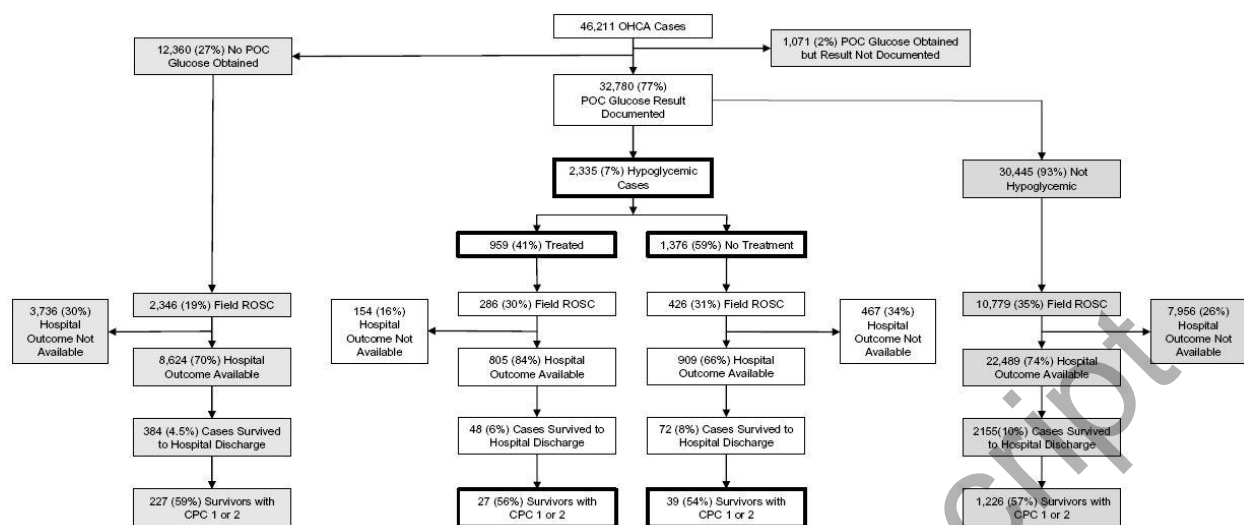 46,211 OHCA Cases
12,360 (27%) No POC
Glucose Obtained
1,071 (2%) POC Glucose Obtained
but Result Not Documented
32,780 (77%)
POC Glucose Result
Documented
2,335 (7%) Hypoglycemic
Cases
30,445 (93%) Not
Hypoglycemic
959 (41%) Treated
1,376 (59%) No Treatment
3,736 (30%)
Hospital
Outcome Not
Available
2,346 (19%) Field ROSC
154 (16%)
Hospital
Outcome Not
Available
286 (30%) Field ROSC
426 (31%) Field ROSC
467 (34%)
Hospital
Outcome Not
Available
10,779 (35%) Field ROSC
7,956 (26%)
Hospital
Outcome Not
Available
8,624 (70%) Hospital
Outcome Available
805 (84%) Hospital
Outcome Available
909 (66%) Hospital
Outcome Available
22,489 (74%) Hospital
Outcome Available
384 (4.5%) Cases Survived
to Hospital Discharge
48 (6%) Cases Survived to
Hospital Discharge
72 (8%) Cases Survived to
Hospital Discharge
2155(10%) Cases Survived
to Hospital Discharge
227 (59%) Survivors with
CPC 1 or 2
27 (56%) Survivors with
CPC 1 or 2
39 (54%) Survivors with
CPC 1 or 2
1,226 (57%) Survivors with
CPC 1 or 2
cript